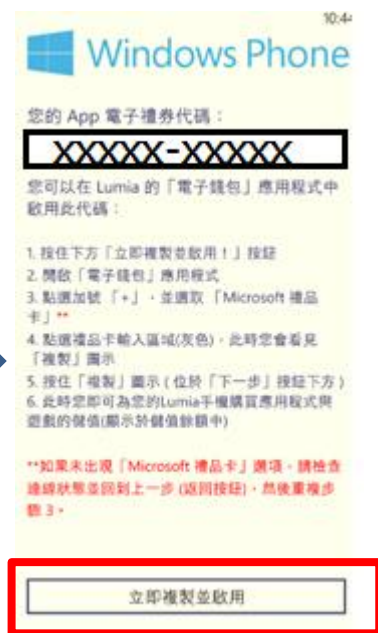 10:4
Windows Phone
您的 App 電子禮券代碼：
XXXXX-XXXXX
您可以在 Lumia 的「電子錢包」應用程式中
啟用此代碼：
1. 按住下方「立即複製並啟用！」按鈕
2. 開啟「電子錢包」應用程式
3. 點選加號「+」，並選取「Microsoft 禮品
卡」**
4. 點選禮品卡輸入區域(灰色)，此時您會看見
「複製」圖示
5. 按住「複製」圖示 ( 位於「下一步」按鈕下方 )
6. 此時您即可為您的Lumia手機購買應用程式與
遊戲的儲值(顯示於儲值餘額中)
**如果未出現「Microsoft 禮品卡」選項，請檢查
連線狀態並回到上一步 (返回按鈕)，然後重複步
驟 3。
立即複製並啟用